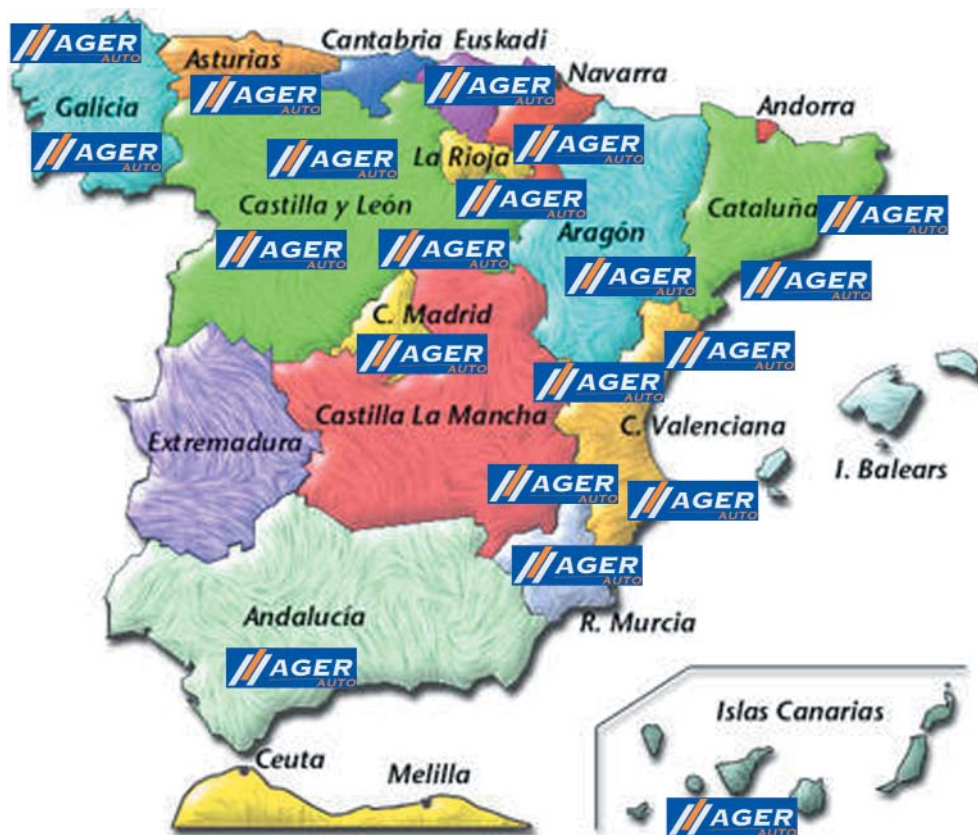 Cantabria Euskadi
AGER
AUTO
Asturias
Navarra
AGER
AUTO
AGER
AUTO
Galicia
Andorra
AGER
AUTO
AGER
AUTO
AGER
AUTO
La Rioja
AGER
AUTO
Castilla y León
Cataluña
AGER
AUTO
Aragón
AGER
AUTO
AGER
AUTO
AGER
AUTO
AGER
AUTO
C. Madrid
AGER
AUTO
AGER
AUTO
AGER
AUTO
Castilla La Mancha
C. Valenciana
Extremadura
I. Balears
AGER
AUTO
AGER
AUTO
AGER
AUTO
Andalucía
R. Murcia
AGER
AUTO
Islas Canarias
Ceuta
Melilla
AGER
AUTO